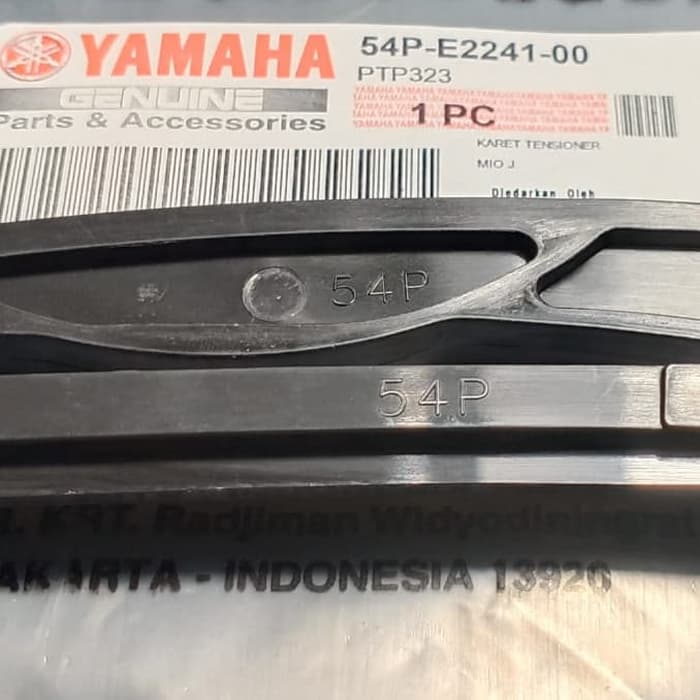 YAMAHA 54P-E2241-00
PTP323
GENUINE
Parts & Accessories
1 PC
KARET TENSIONER
MIO J
Diedarkan Oleh
54P
54P
KRT. Radjiman Widyodiningrat
INDONESIA 13920